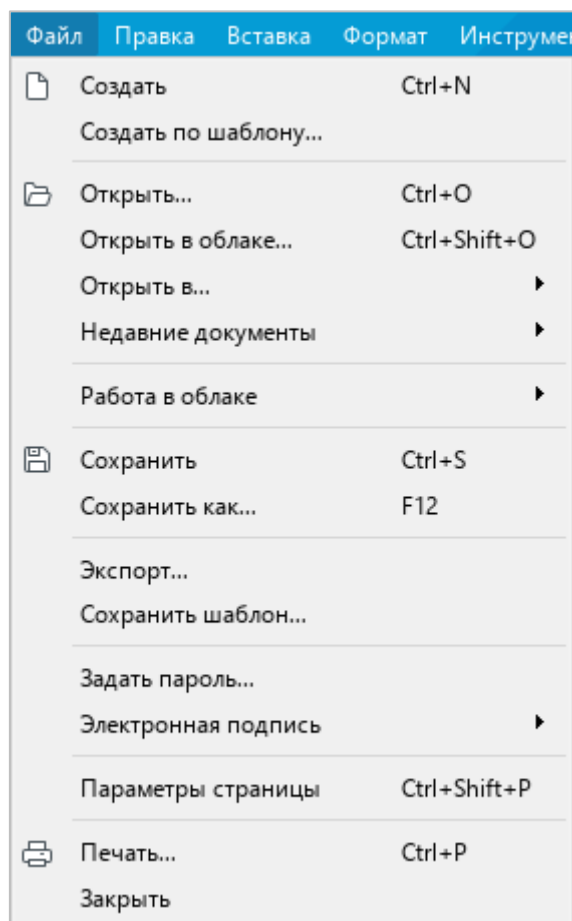 Файл Правка Вставка Формат Инструме
Создать Ctrl+N
Создать по шаблону...
Открыть... Ctrl+O
Открыть в облаке... Ctrl+Shift+O
Открыть в...
Недавние документы
Работа в облаке
Сохранить Ctrl+S
Сохранить как... F12
Экспорт...
Сохранить шаблон...
Задать пароль...
Электронная подпись
Параметры страницы Ctrl+Shift+P
Печать... Ctrl+P
Закрыть